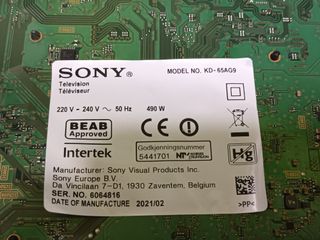 SONY®
MODEL NO. KD-65AG9
Television
Téléviseur
220 V - 240 V ~ 50 Hz 490 W
BEAB
Approved
Intertek
CE
Godkjenningsnummer
5441701
Hg
Manufacturer: Sony Visual Products Inc.
Sony Europe B.V.
Da Vincilaan 7-D1, 1930 Zaventem, Belgium
SER. NO. 6064816
DATE OF MANUFACTURE 2021/02
>PP<